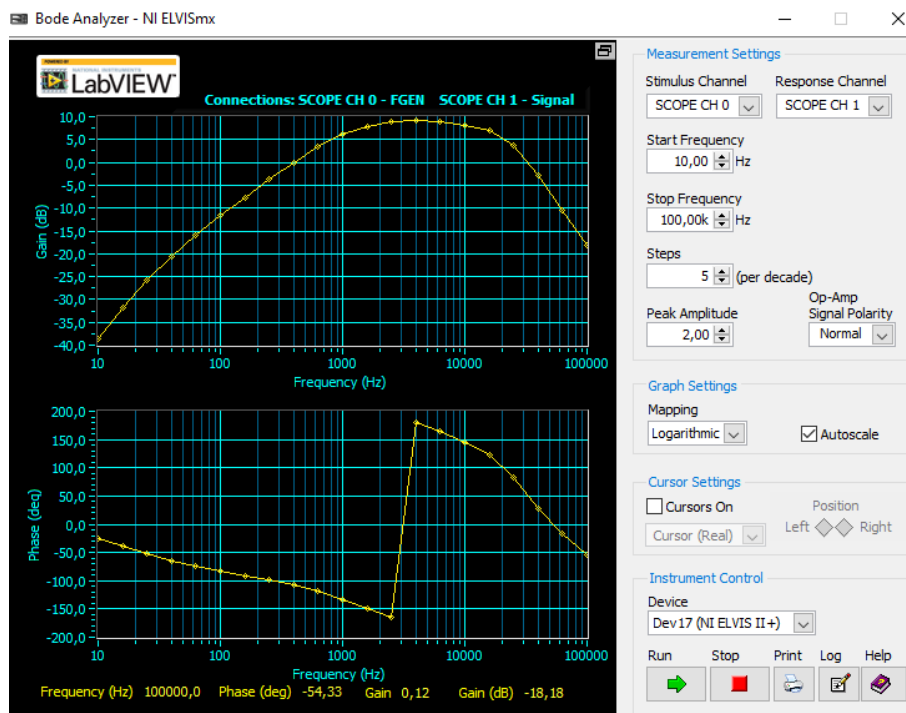 Bode Analyzer - NI ELVISmx
POWERED BY
NATIONAL INSTRUMENTS
LabVIEW™
Connections: SCOPE CH 0 - FGEN SCOPE CH 1 - Signal
Gain (dB)
10,0
5,0
0,0
-5,0
-10,0
-15,0
-20,0
-25,0
-30,0
-35,0
-40,0
10 100 1000 10000 100000
Frequency (Hz)
Phase (deg)
200,0
150,0
100,0
50,0
0,0
-50,0
-100,0
-150,0
-200,0
10 100 1000 10000 100000
Frequency (Hz)
Frequency (Hz) 100000,0 Phase (deg) -54,33 Gain 0,12 Gain (dB) -18,18
Measurement Settings
Stimulus Channel Response Channel
SCOPE CH 0 SCOPE CH 1
Start Frequency
10,00 Hz
Stop Frequency
100,00k Hz
Steps
5 (per decade)
Op-Amp
Peak Amplitude Signal Polarity
2,00 Normal
Graph Settings
Mapping
Logarithmic Autoscale
Cursor Settings
Cursors On Position
Cursor (Real) Left Right
Instrument Control
Device
Dev17 (NI ELVIS II+)
Run Stop Print Log Help